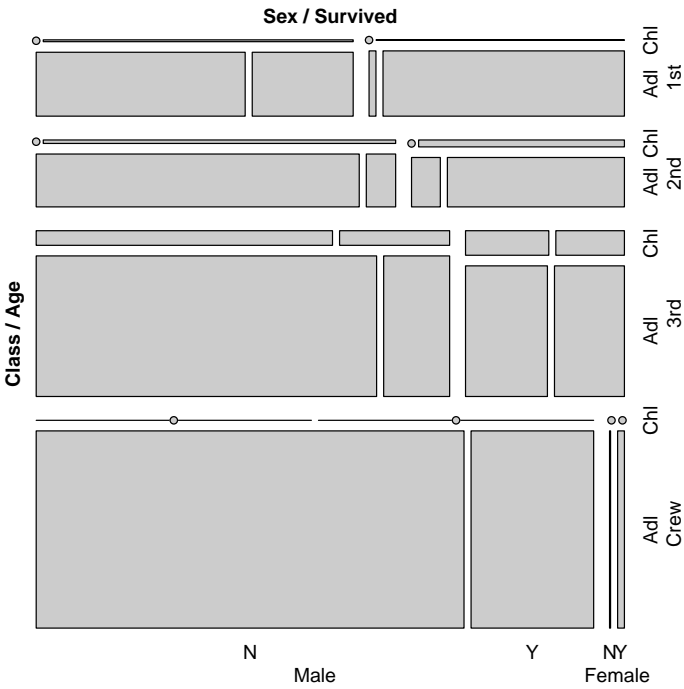 Sex / Survived
Class / Age
Chl
Adl
1st
Chl
Adl
2nd
Chl
Adl
3rd
Chl
Adl
Crew
N Y NY
Male Female